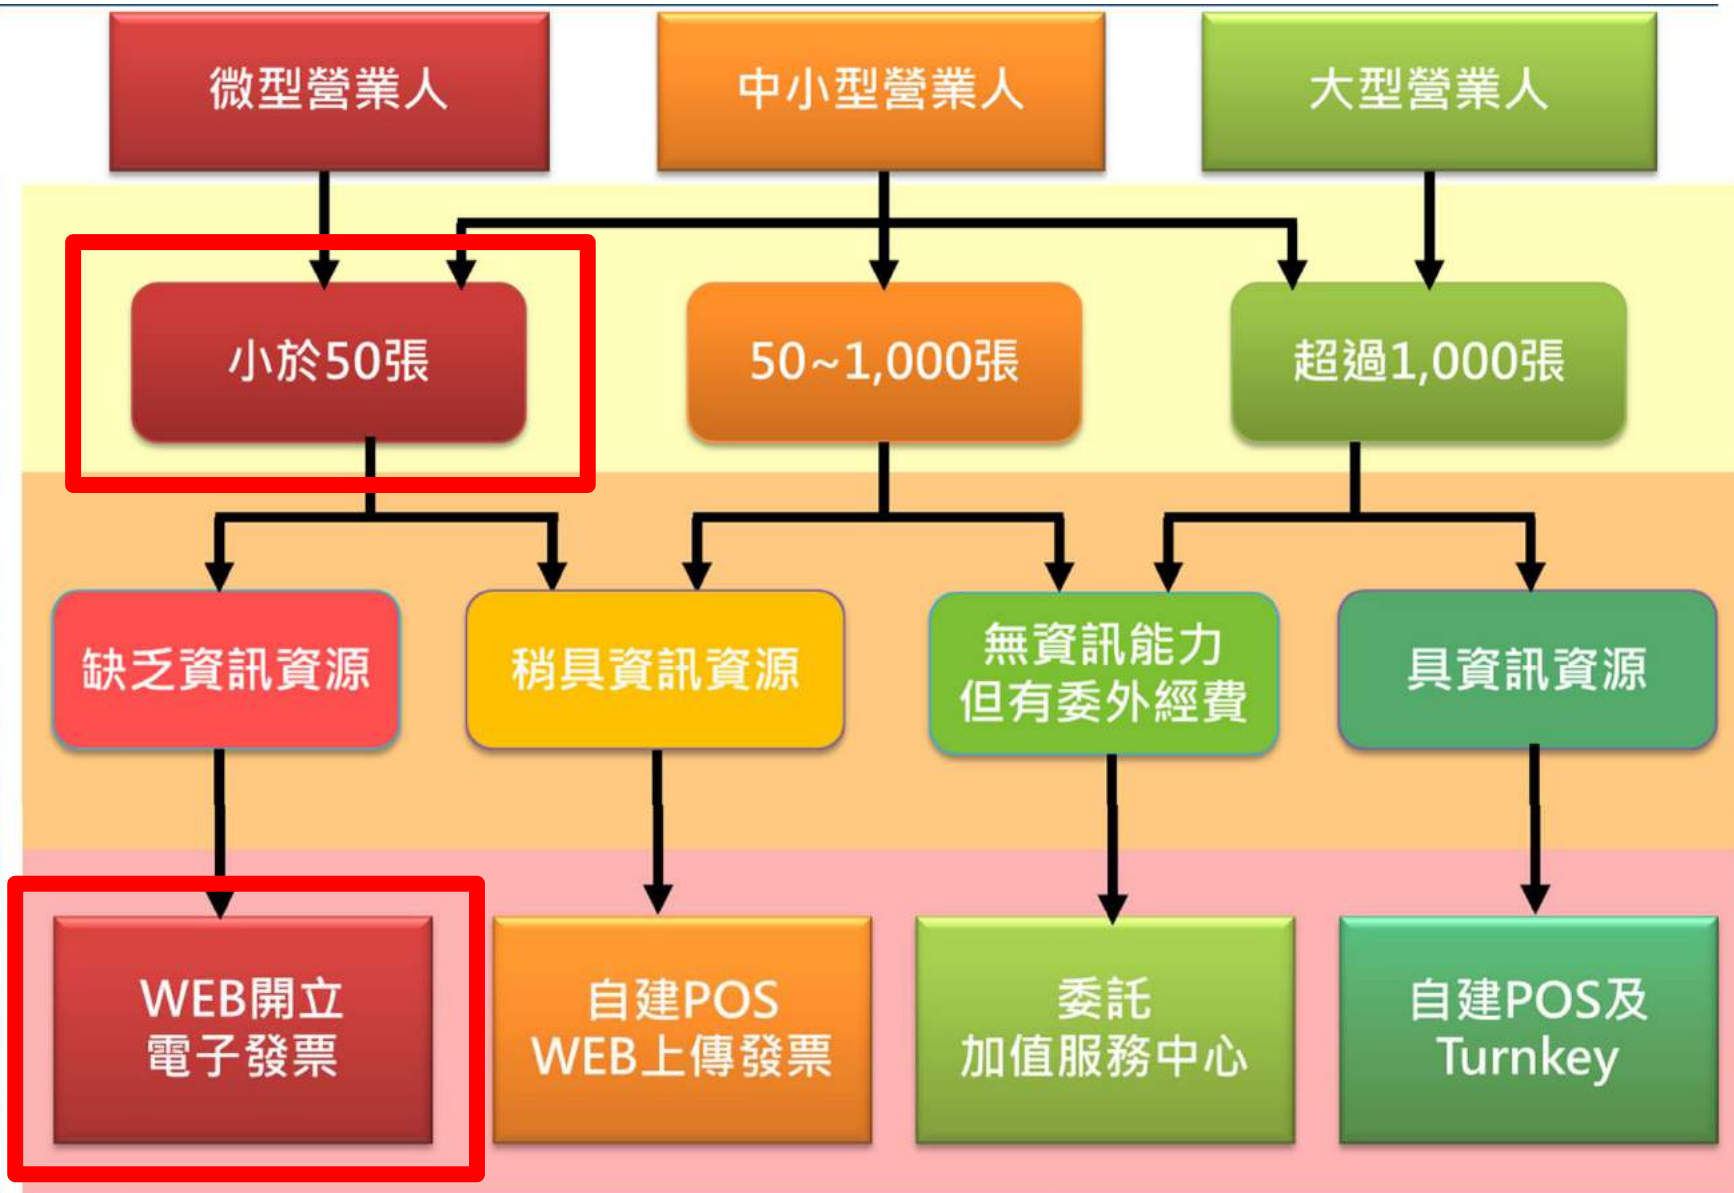 微型營業人
中小型營業人
大型營業人
小於50張
50~1,000張
超過1,000張
缺乏資訊資源
稍具資訊資源
無資訊能力
但有委外經費
具資訊資源
WEB開立
電子發票
自建POS
WEB上傳發票
委託
加值服務中心
自建POS及
Turnkey